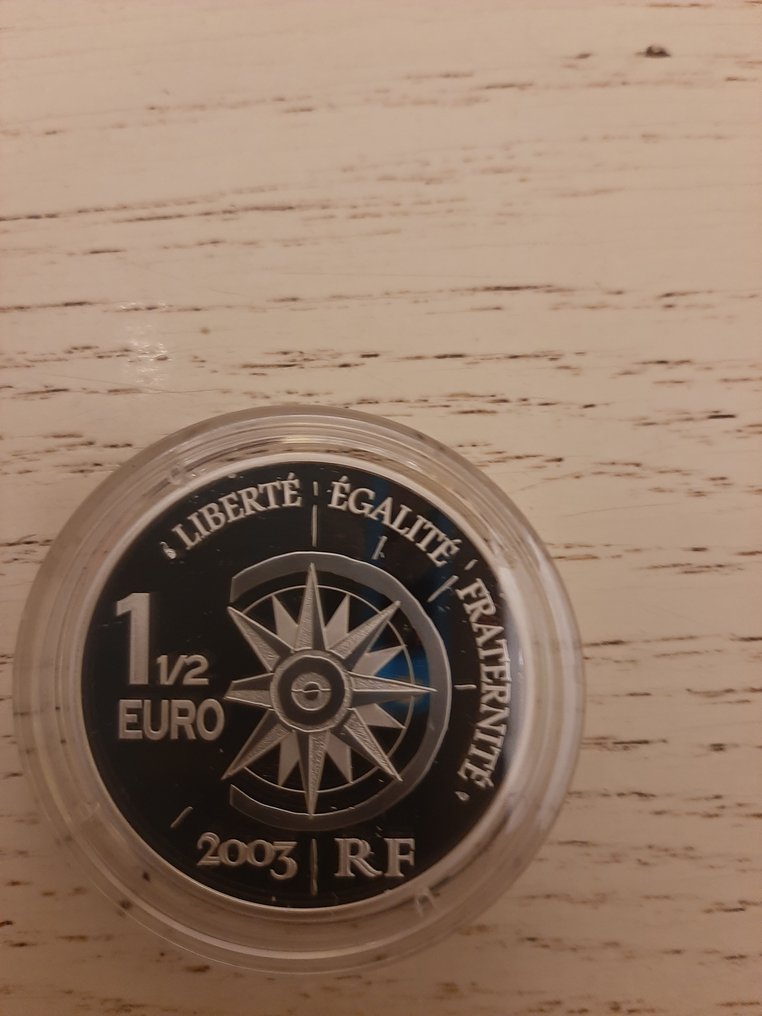 LIBERTÉ ÉGALITÉ FRATERNITÉ
1 1/2
EURO
2003 RF